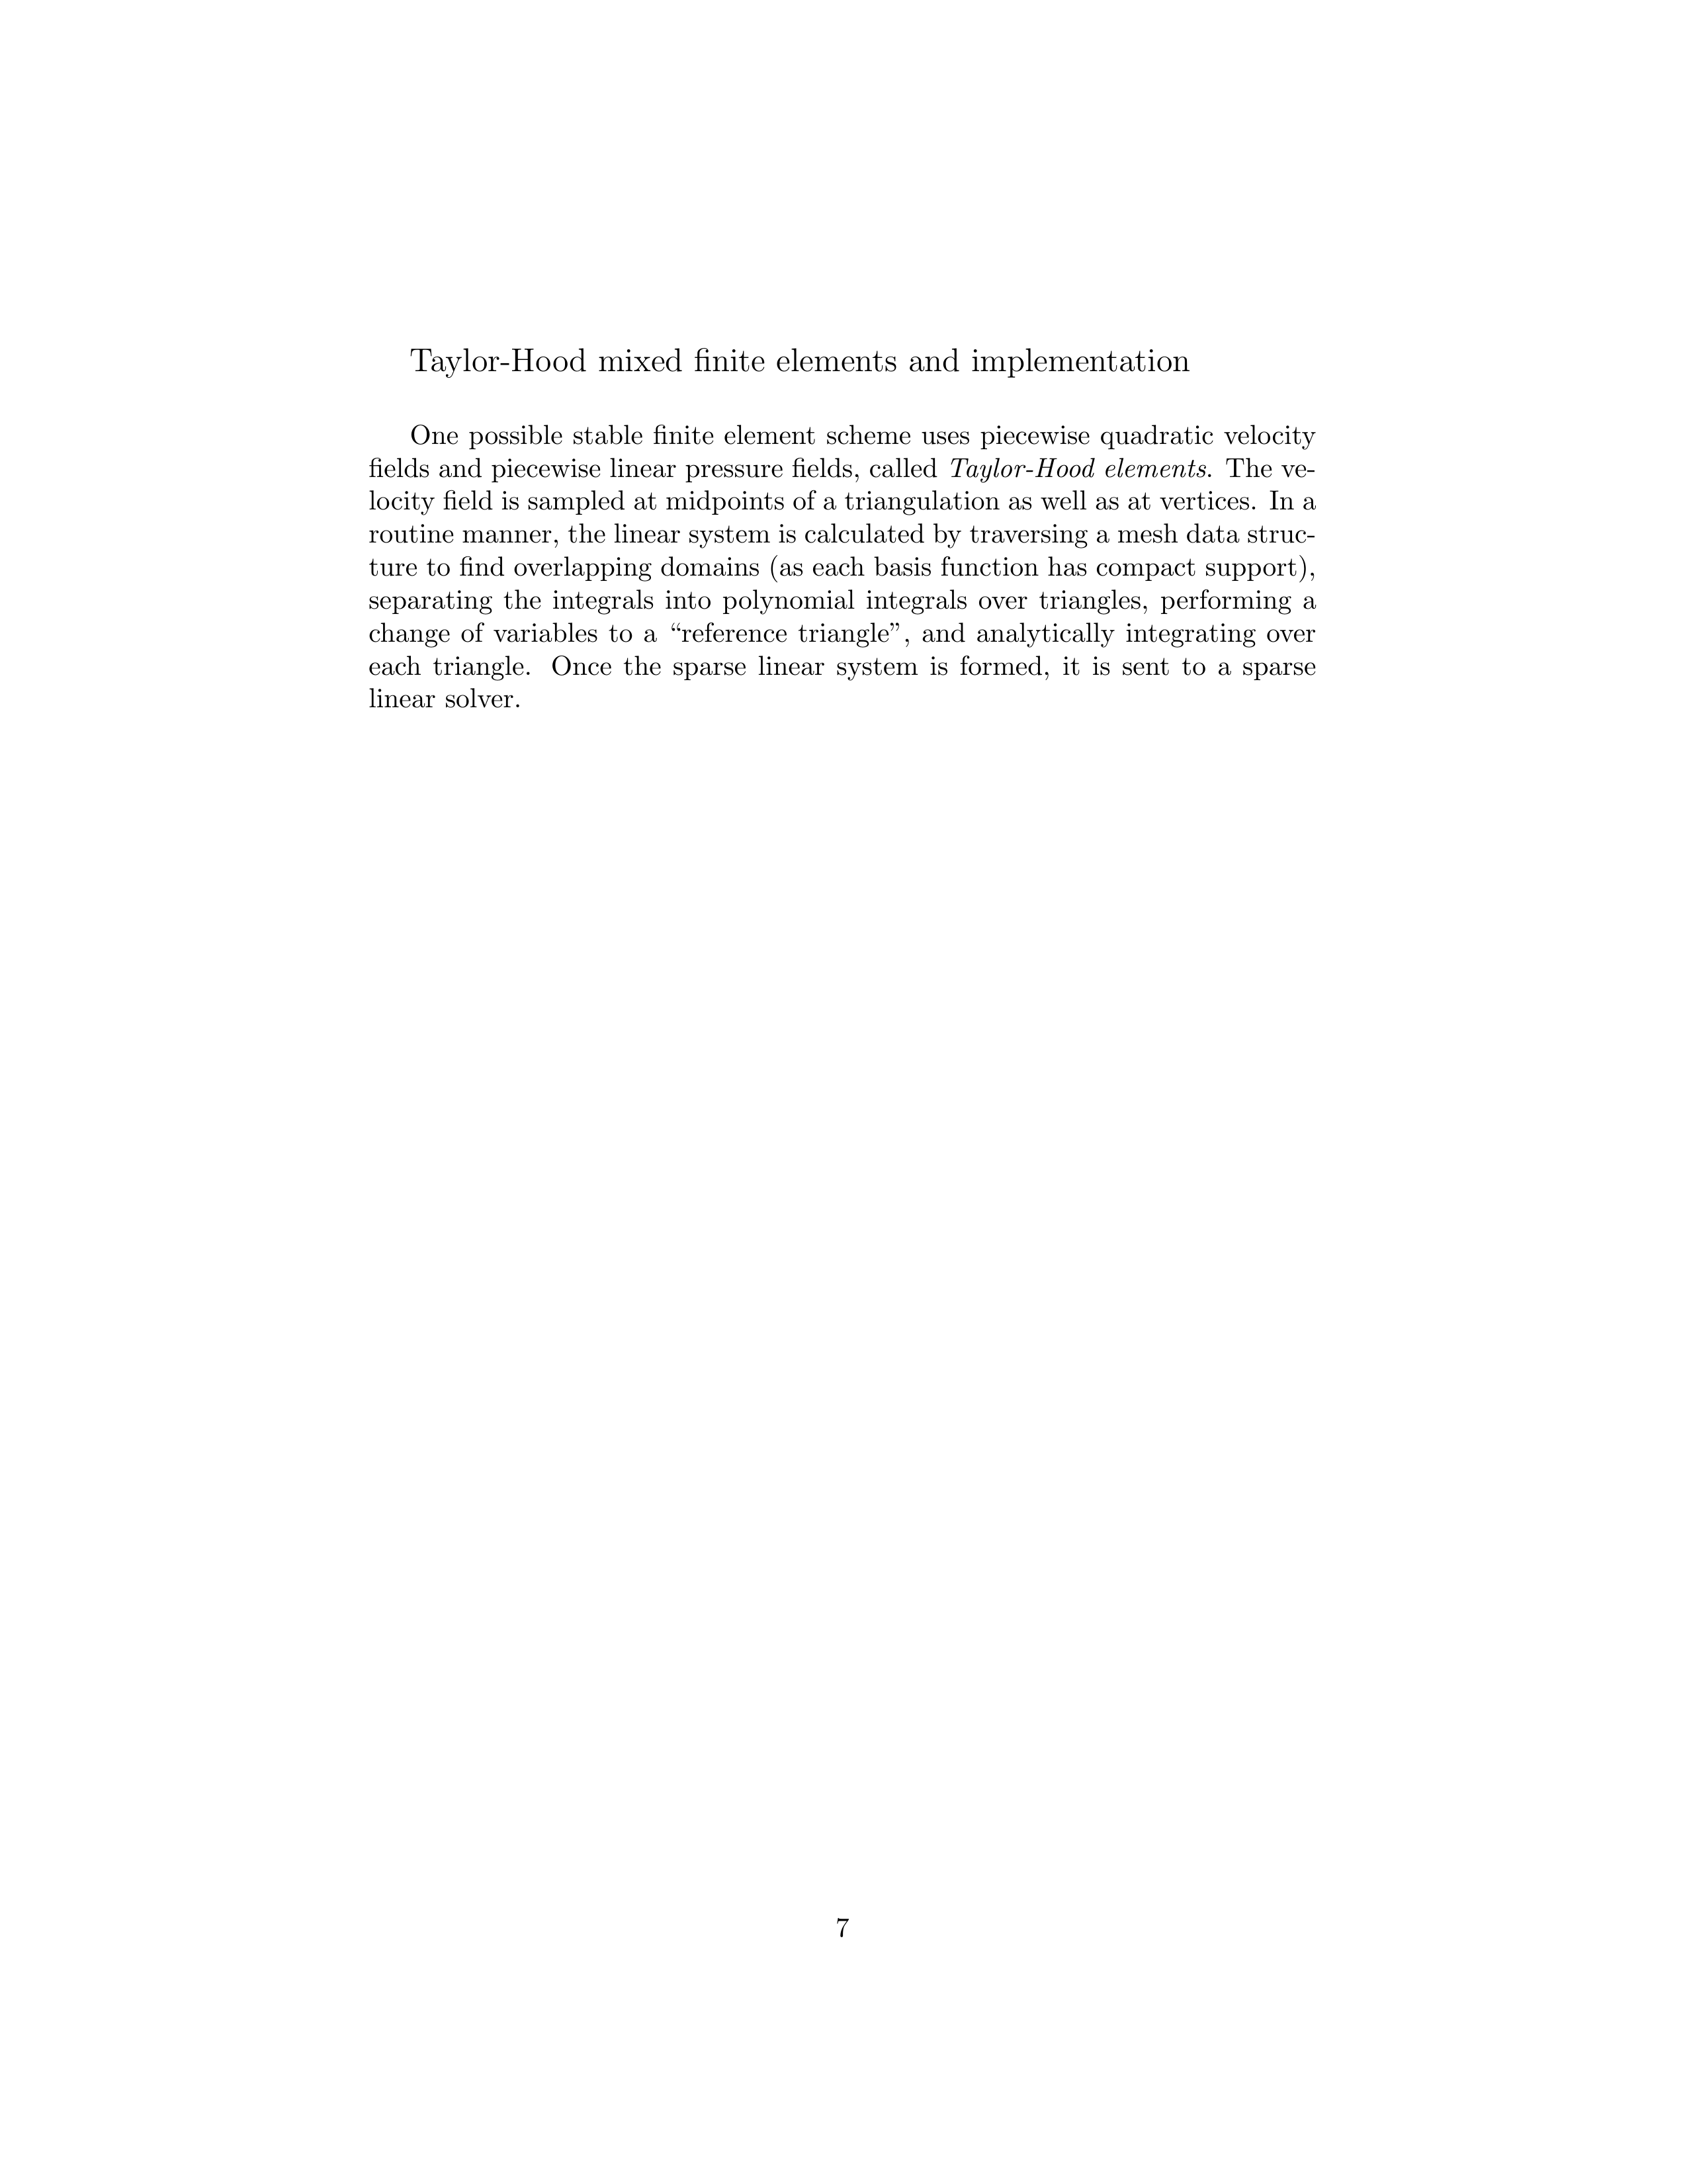 Taylor-Hood mixed finite elements and implementation
One possible stable finite element scheme uses piecewise quadratic velocity
fields and piecewise linear pressure fields, called Taylor-Hood elements. The ve-
locity field is sampled at midpoints of a triangulation as well as at vertices. In a
routine manner, the linear system is calculated by traversing a mesh data struc-
ture to find overlapping domains (as each basis function has compact support),
separating the integrals into polynomial integrals over triangles, performing a
change of variables to a “reference triangle”, and analytically integrating over
each triangle. Once the sparse linear system is formed, it is sent to a sparse
linear solver.
7